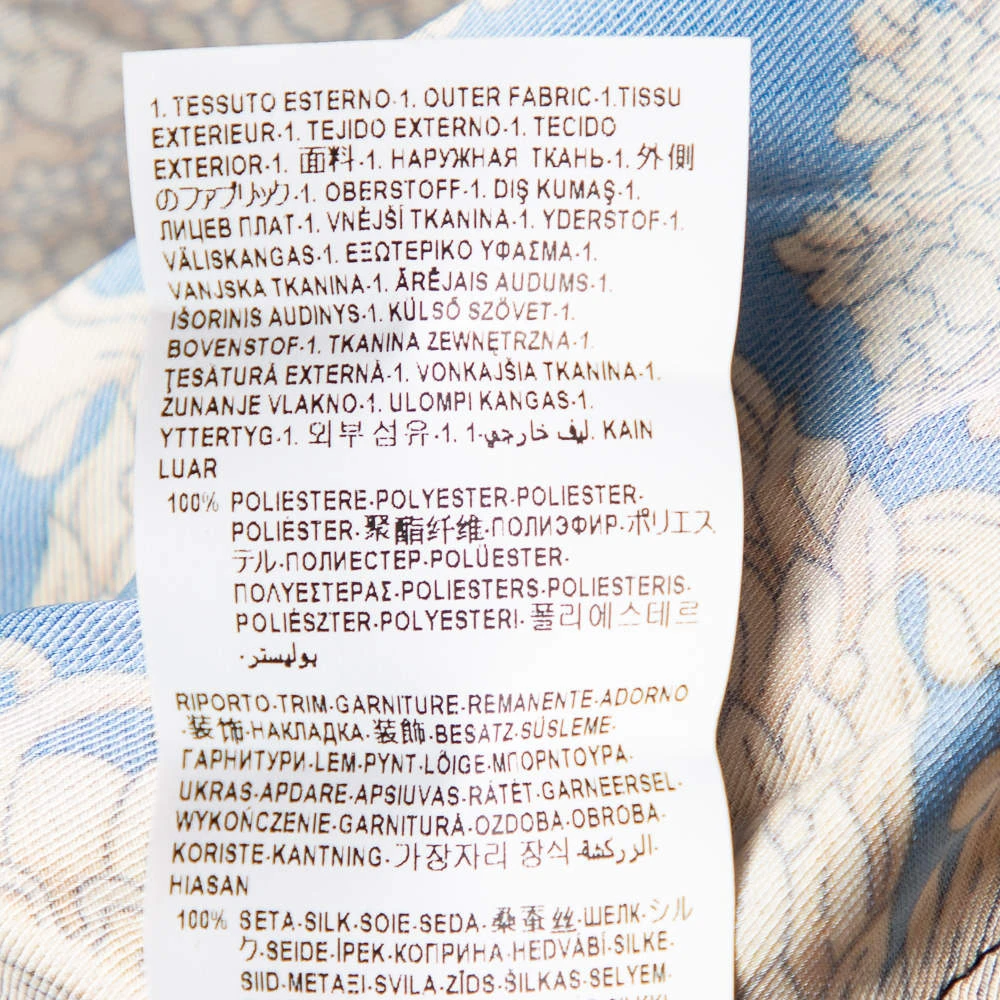 1. TESSUTO ESTERNO·1. OUTER FABRIC·1.TISSU
EXTERIEUR·1. TEJIDO EXTERNO·1. TECIDO
EXTERIOR·1. 面料·1. НАРУЖНАЯ ТКАНЬ·1. 外側
のファブリック·1. OBERSTOFF·1. DIŞ KUMAŞ·1.
ЛИЦЕВ ПЛАТ·1. VNĚJŠÍ TKANINA·1. YDERSTOF·1.
VÄLISKANGAS·1. ΕΞΩΤΕΡΙΚΟ ΥΦΑΣΜΑ·1.
VANJSKA TKANINA·1. ĀRĒJAIS AUDUMS·1.
IŠORINIS AUDINYS·1. KÜLSŐ SZÖVET·1.
BOVENSTOF·1. TKANINA ZEWNĘTRZNA·1.
ŢESĂTURĂ EXTERNĂ·1. VONKAJŠIA TKANINA·1.
ZUNANJE VLAKNO·1. ULOMPI KANGAS·1.
YTTERTYG·1. 외부 섬유·1. ليف خارجي·1. KAIN
LUAR
100% POLIESTERE·POLYESTER·POLIESTER·
POLIÉSTER·聚酯纤维·ПОЛИЭФИР·ポリエス
テル·ПОЛИЕСТЕР·POLÜESTER·
ΠΟΛΥΕΣΤΕΡΑΣ·POLIESTERS·POLIESTERIS·
POLIÉSZTER·POLYESTERI·폴리에스테르
·بوليستر
RIPORTO·TRIM·GARNITURE·REMANENTE·ADORNO
·装饰·НАКЛАДКА·装飾·BESATZ·SÜSLEME·
ГАРНИТУРИ·LEM·PYNT·LÕIGE·ΜΠΟΡΝΤΟΥΡΑ·
UKRAS·APDARE·APSIUVAS·RÁTÉT·GARNEERSEL·
WYKOŃCZENIE·GARNITURĂ·OZDOBA·OBROBA·
KORISTE·KANTNING·가장자리 장식·الزركشة·
HIASAN
100% SETA·SILK·SOIE·SEDA·桑蚕丝·ШЕЛК·シル
ク·SEIDE·İPEK·КОПРИНА·HEDVÁBÍ·SILKE·
SIID·ΜΕΤΑΞΙ·SVILA·ZĪDS·ŠILKAS·SELYEM·